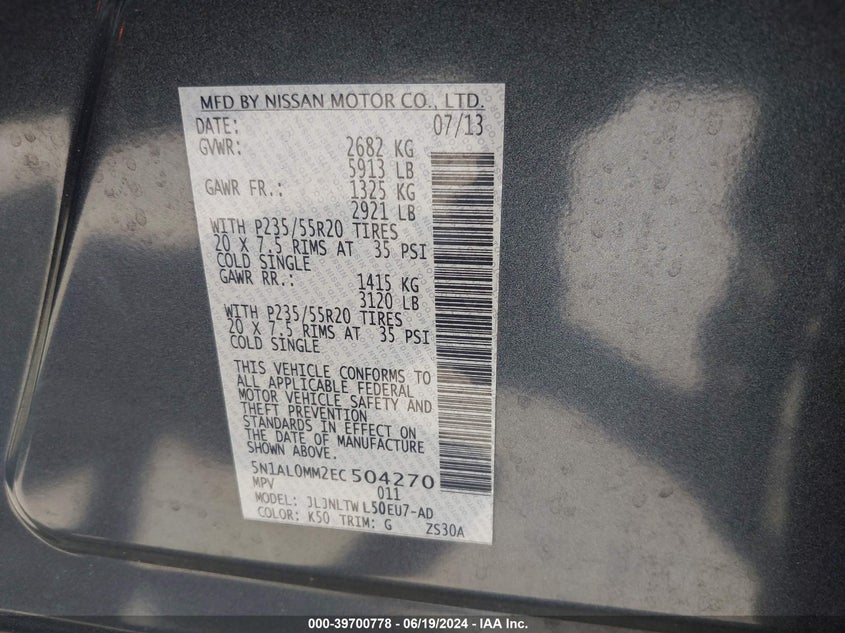 MFD BY NISSAN MOTOR CO., LTD.
DATE: 07/13
GVWR: 2682 KG
5913 LB
GAWR FR.: 1325 KG
2921 LB
WITH P235/55R20 TIRES
20 X 7.5 RIMS AT 35 PSI
COLD SINGLE
GAWR RR.: 1415 KG
3120 LB
WITH P235/55R20 TIRES
20 X 7.5 RIMS AT 35 PSI
COLD SINGLE
THIS VEHICLE CONFORMS TO
ALL APPLICABLE FEDERAL
MOTOR VEHICLE SAFETY AND
THEFT PREVENTION
STANDARDS IN EFFECT ON
THE DATE OF MANUFACTURE
SHOWN ABOVE.
5N1AL0MM2EC504270
MPV 011
MODEL: JLJNLTW L50EU7-AD
COLOR: K50 TRIM: G ZS30A
000-39700778 - 06/19/2024 - IAA Inc.